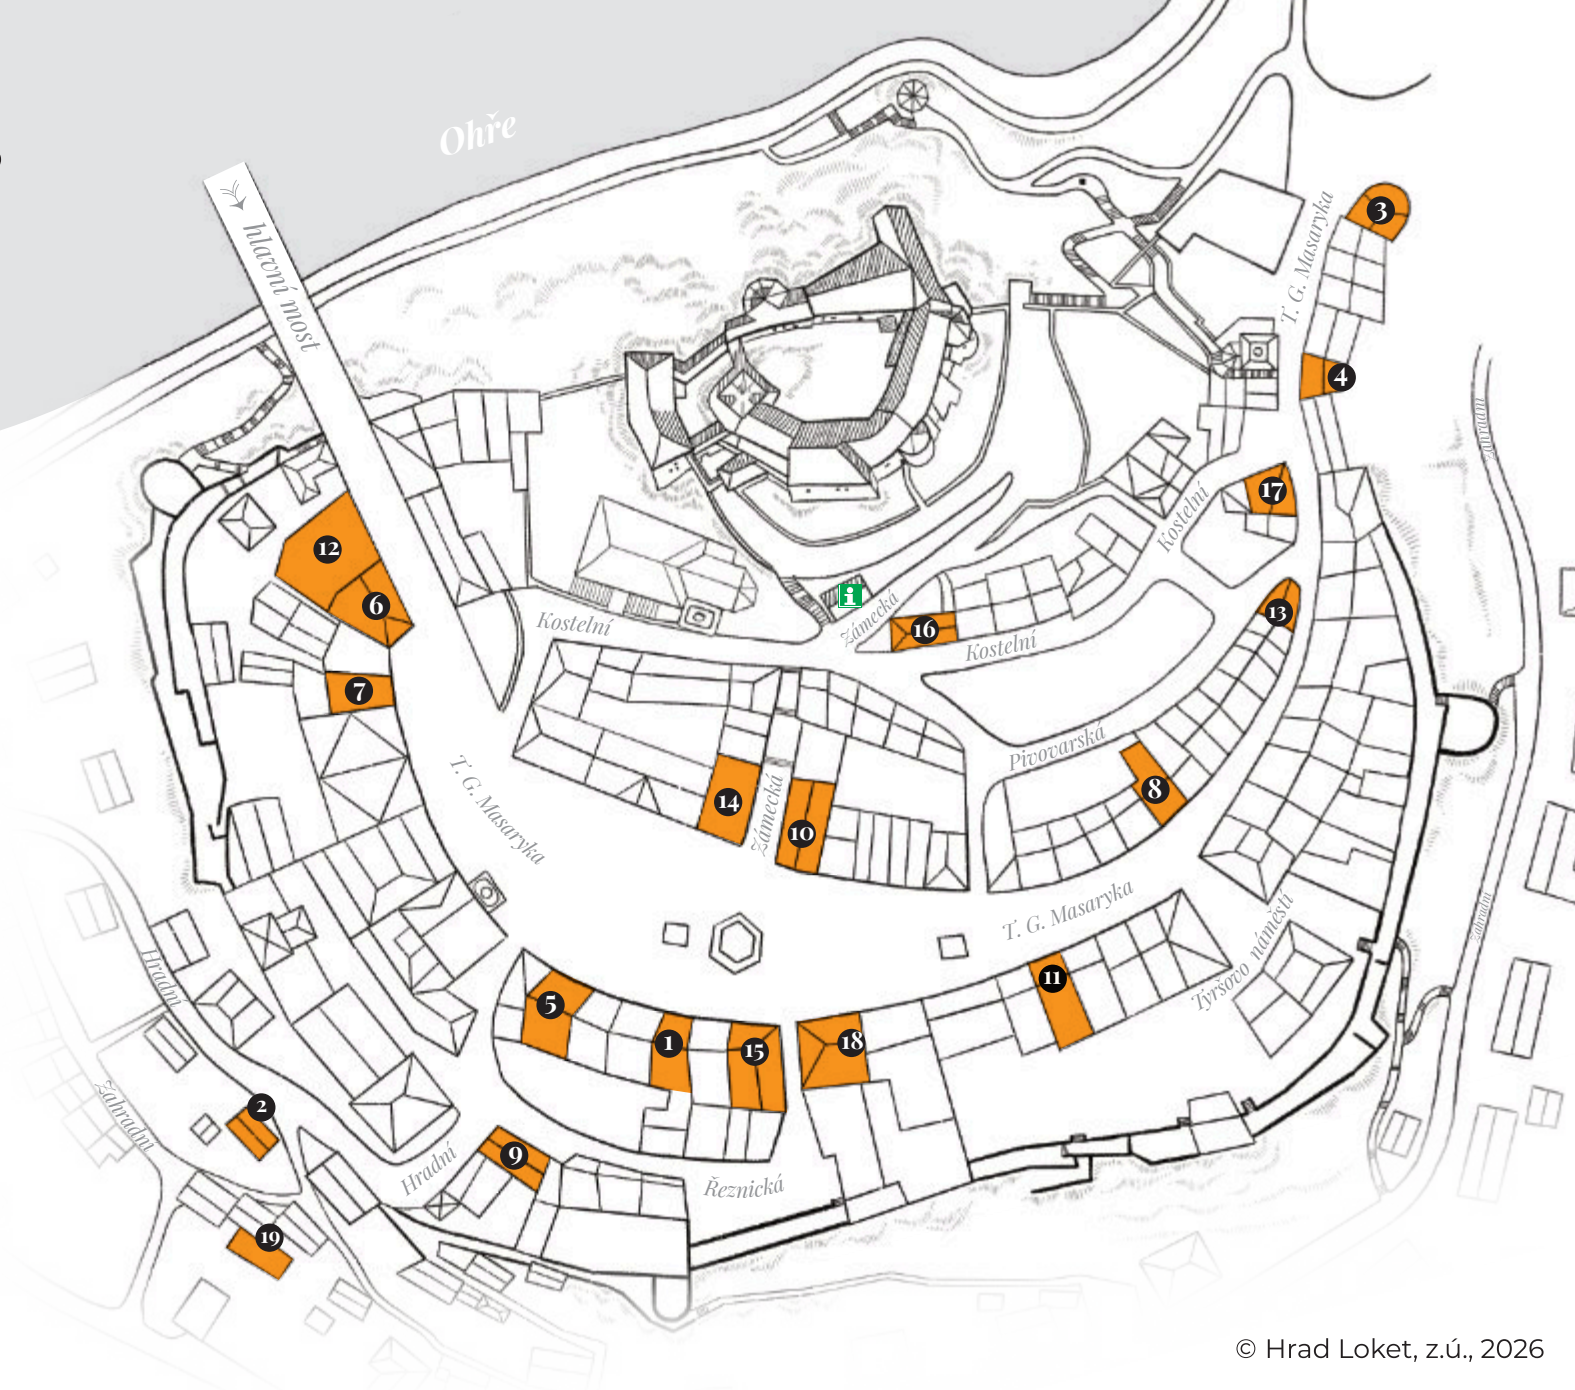 Ohře
hlavní most
T. G. Masaryka
3
4
Zahradní
17
Kostelní
12
6
i
Zámecká
16
Kostelní
Kostelní
13
7
Pivovarská
T. G. Masaryka
14
Zámecká
10
8
T. G. Masaryka
Zahradní
Tyršovo náměstí
11
Hradní
5
1
15
18
Zahradní
2
Hradní
9
Řeznická
19
© Hrad Loket, z.ú., 2026